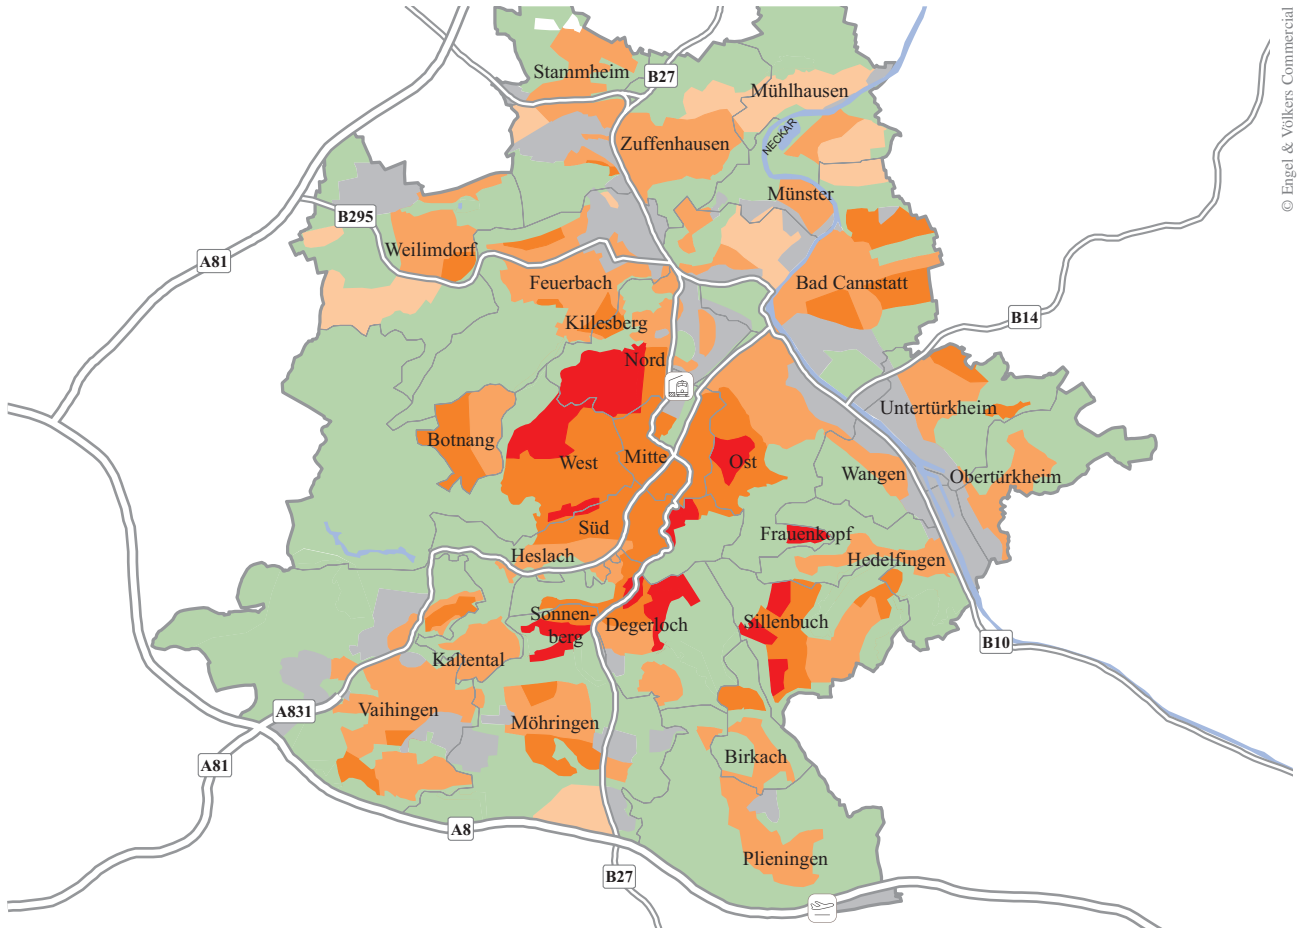 © Engel & Völkers Commercial
Stammheim
B27
Mühlhausen
NECKAR
Zuffenhausen
Münster
B295
Weilimdorf
A81
Feuerbach
Bad Cannstatt
Killesberg
B14
Nord
Untertürkheim
Botnang
West
Mitte
Ost
Wangen
Obertürkheim
Süd
Frauenkopf
Heslach
Hedelfingen
Sonnen-
berg
Degerloch
Sillenbuch
B10
Kaltental
A831
Vaihingen
Möhringen
Birkach
A81
A8
Plieningen
B27